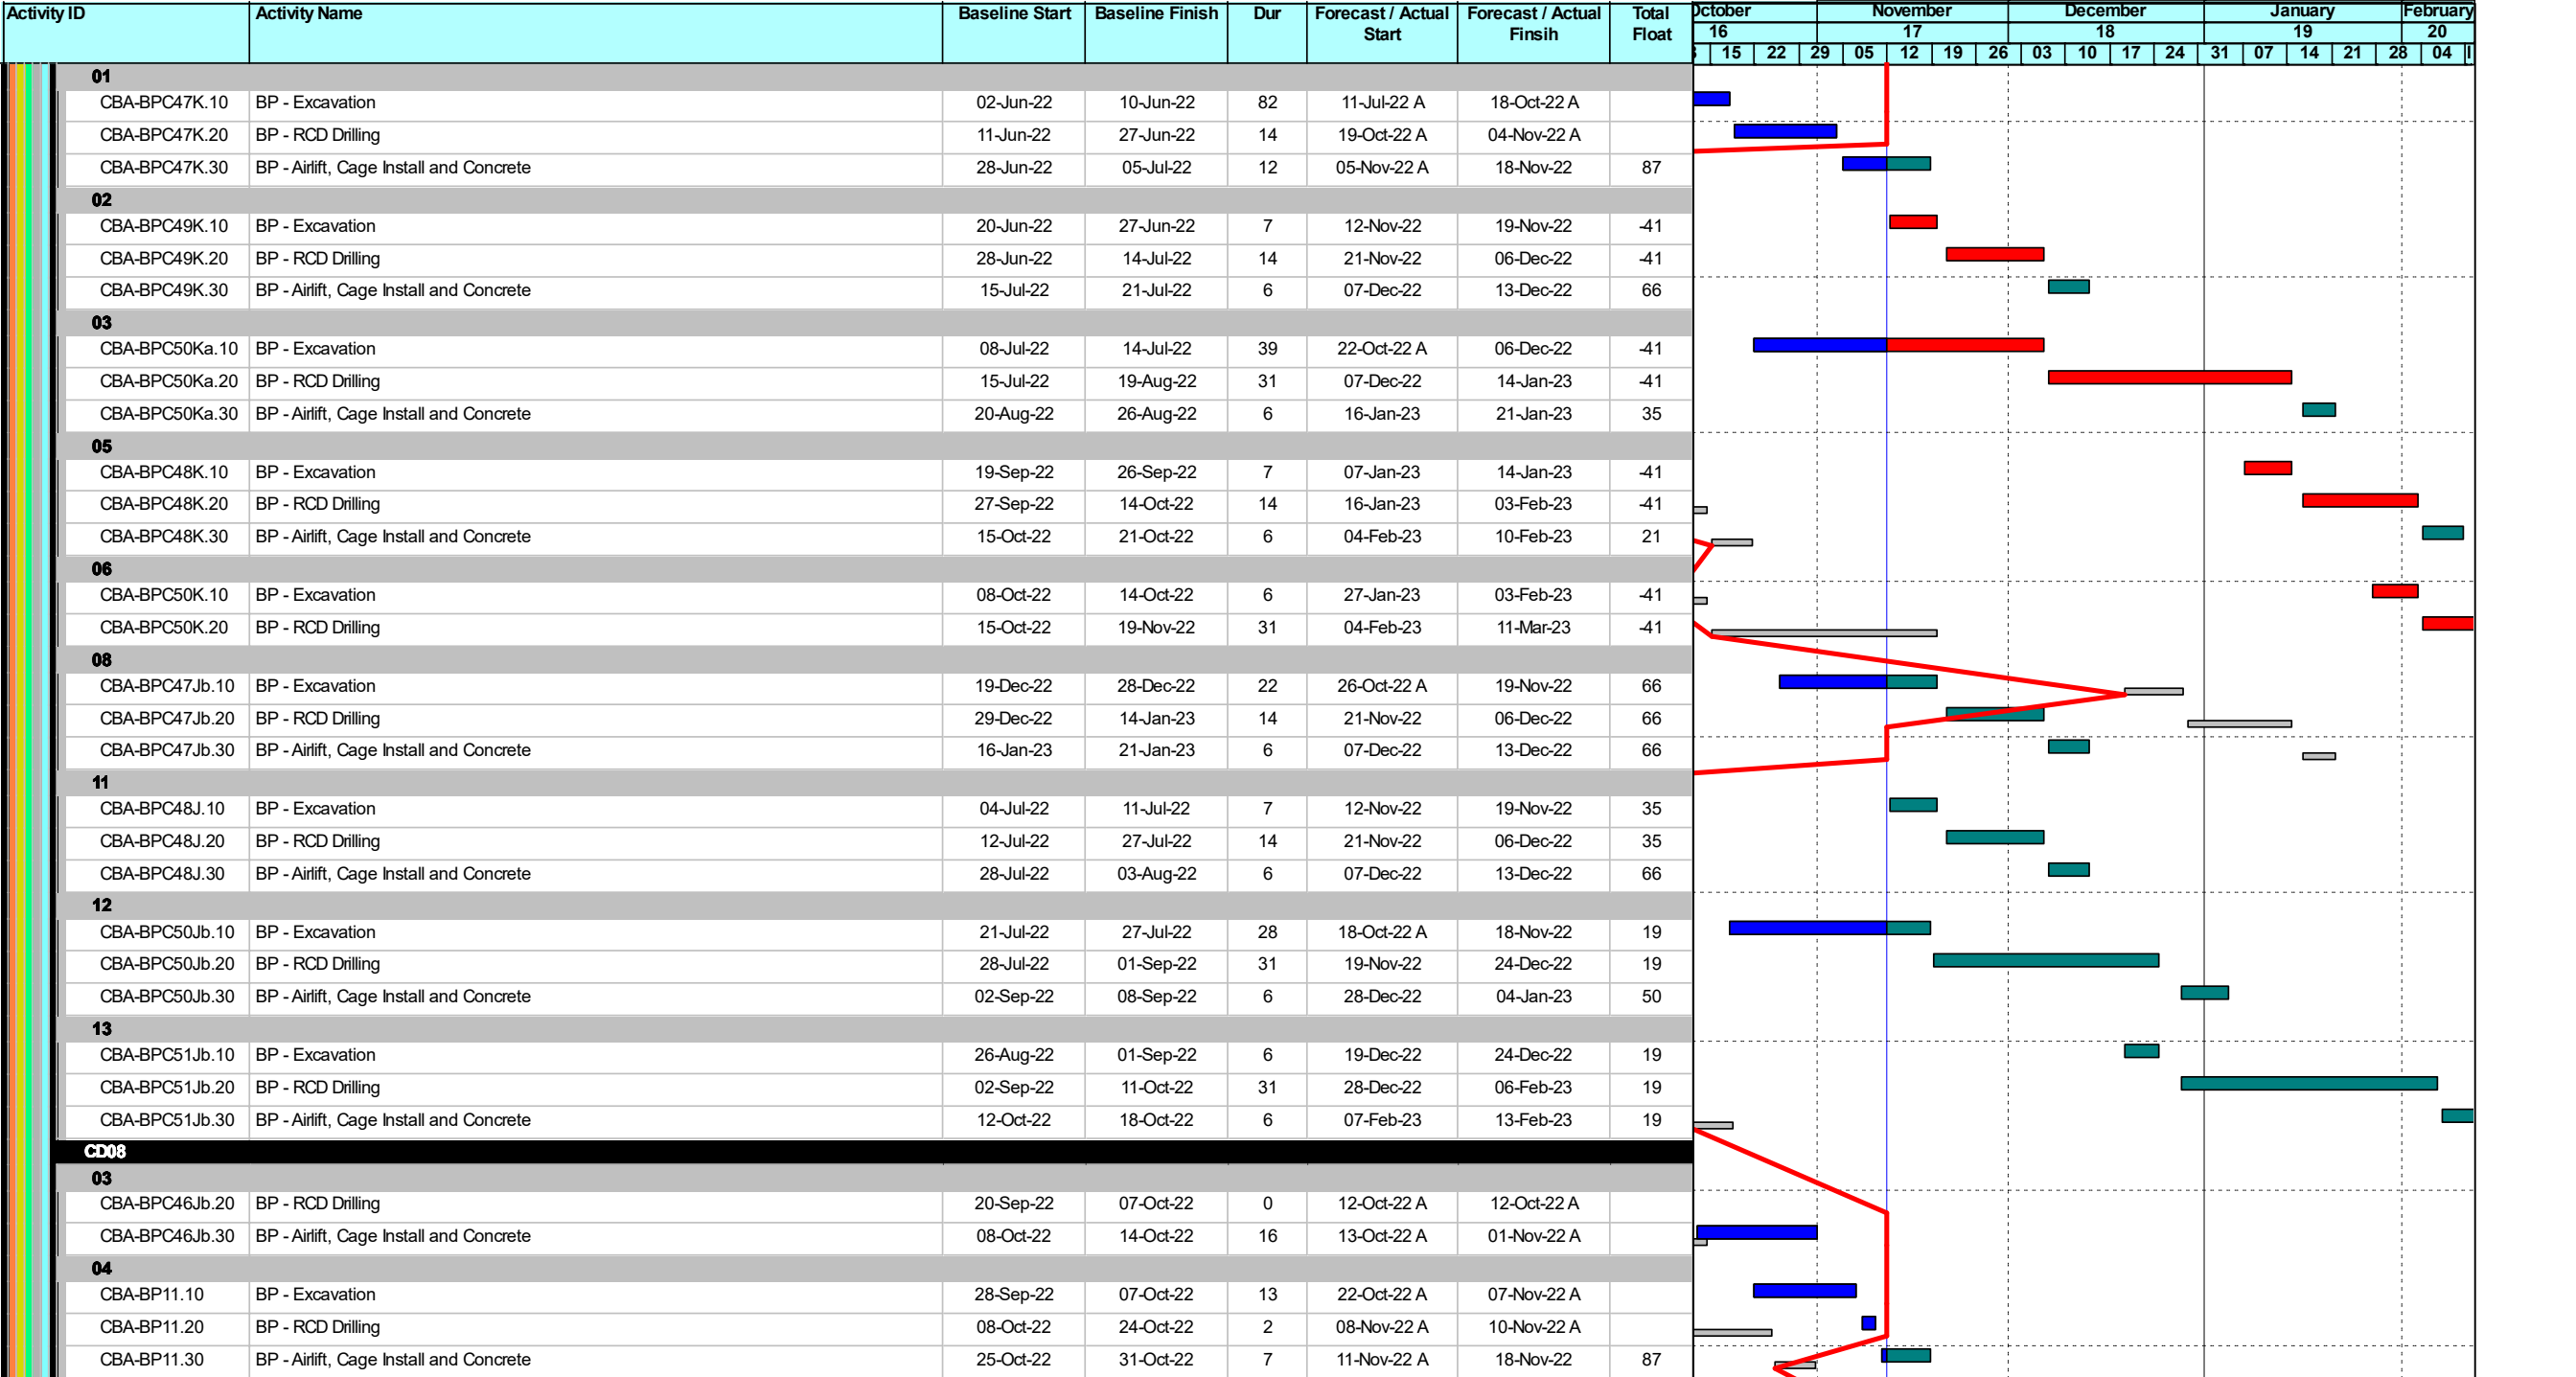 Activity ID Activity Name Baseline Start Baseline Finish Dur Forecast / Actual Start Forecast / Actual Finsih Total Float October November December January February
16 17 18 19 20
15 22 29 05 12 19 26 03 10 17 24 31 07 14 21 28 04
01
CBA-BPC47K.10 BP - Excavation 02-Jun-22 10-Jun-22 82 11-Jul-22 A 18-Oct-22 A
CBA-BPC47K.20 BP - RCD Drilling 11-Jun-22 27-Jun-22 14 19-Oct-22 A 04-Nov-22 A
CBA-BPC47K.30 BP - Airlift, Cage Install and Concrete 28-Jun-22 05-Jul-22 12 05-Nov-22 A 18-Nov-22 87
02
CBA-BPC49K.10 BP - Excavation 20-Jun-22 27-Jun-22 7 12-Nov-22 19-Nov-22 -41
CBA-BPC49K.20 BP - RCD Drilling 28-Jun-22 14-Jul-22 14 21-Nov-22 06-Dec-22 -41
CBA-BPC49K.30 BP - Airlift, Cage Install and Concrete 15-Jul-22 21-Jul-22 6 07-Dec-22 13-Dec-22 66
03
CBA-BPC50Ka.10 BP - Excavation 08-Jul-22 14-Jul-22 39 22-Oct-22 A 06-Dec-22 -41
CBA-BPC50Ka.20 BP - RCD Drilling 15-Jul-22 19-Aug-22 31 07-Dec-22 14-Jan-23 -41
CBA-BPC50Ka.30 BP - Airlift, Cage Install and Concrete 20-Aug-22 26-Aug-22 6 16-Jan-23 21-Jan-23 35
05
CBA-BPC48K.10 BP - Excavation 19-Sep-22 26-Sep-22 7 07-Jan-23 14-Jan-23 -41
CBA-BPC48K.20 BP - RCD Drilling 27-Sep-22 14-Oct-22 14 16-Jan-23 03-Feb-23 -41
CBA-BPC48K.30 BP - Airlift, Cage Install and Concrete 15-Oct-22 21-Oct-22 6 04-Feb-23 10-Feb-23 21
06
CBA-BPC50K.10 BP - Excavation 08-Oct-22 14-Oct-22 6 27-Jan-23 03-Feb-23 -41
CBA-BPC50K.20 BP - RCD Drilling 15-Oct-22 19-Nov-22 31 04-Feb-23 11-Mar-23 -41
08
CBA-BPC47Jb.10 BP - Excavation 19-Dec-22 28-Dec-22 22 26-Oct-22 A 19-Nov-22 66
CBA-BPC47Jb.20 BP - RCD Drilling 29-Dec-22 14-Jan-23 14 21-Nov-22 06-Dec-22 66
CBA-BPC47Jb.30 BP - Airlift, Cage Install and Concrete 16-Jan-23 21-Jan-23 6 07-Dec-22 13-Dec-22 66
11
CBA-BPC48J.10 BP - Excavation 04-Jul-22 11-Jul-22 7 12-Nov-22 19-Nov-22 35
CBA-BPC48J.20 BP - RCD Drilling 12-Jul-22 27-Jul-22 14 21-Nov-22 06-Dec-22 35
CBA-BPC48J.30 BP - Airlift, Cage Install and Concrete 28-Jul-22 03-Aug-22 6 07-Dec-22 13-Dec-22 66
12
CBA-BPC50Jb.10 BP - Excavation 21-Jul-22 27-Jul-22 28 18-Oct-22 A 18-Nov-22 19
CBA-BPC50Jb.20 BP - RCD Drilling 28-Jul-22 01-Sep-22 31 19-Nov-22 24-Dec-22 19
CBA-BPC50Jb.30 BP - Airlift, Cage Install and Concrete 02-Sep-22 08-Sep-22 6 28-Dec-22 04-Jan-23 50
13
CBA-BPC51Jb.10 BP - Excavation 26-Aug-22 01-Sep-22 6 19-Dec-22 24-Dec-22 19
CBA-BPC51Jb.20 BP - RCD Drilling 02-Sep-22 11-Oct-22 31 28-Dec-22 06-Feb-23 19
CBA-BPC51Jb.30 BP - Airlift, Cage Install and Concrete 12-Oct-22 18-Oct-22 6 07-Feb-23 13-Feb-23 19
CD08
03
CBA-BPC46Jb.20 BP - RCD Drilling 20-Sep-22 07-Oct-22 0 12-Oct-22 A 12-Oct-22 A
CBA-BPC46Jb.30 BP - Airlift, Cage Install and Concrete 08-Oct-22 14-Oct-22 16 13-Oct-22 A 01-Nov-22 A
04
CBA-BP11.10 BP - Excavation 28-Sep-22 07-Oct-22 13 22-Oct-22 A 07-Nov-22 A
CBA-BP11.20 BP - RCD Drilling 08-Oct-22 24-Oct-22 2 08-Nov-22 A 10-Nov-22 A
CBA-BP11.30 BP - Airlift, Cage Install and Concrete 25-Oct-22 31-Oct-22 7 11-Nov-22 A 18-Nov-22 87